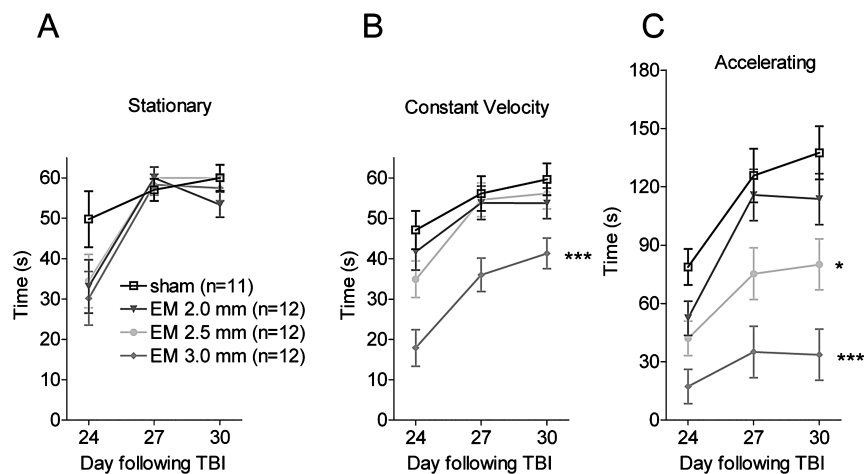 A
B
C
Stationary
Constant Velocity
Accelerating
Time (s)
60
50
40
30
20
10
0
sham (n=11)
EM 2.0 mm (n=12)
EM 2.5 mm (n=12)
EM 3.0 mm (n=12)
24 27 30
Day following TBI
Time (s)
60
50
40
30
20
10
0
***
24 27 30
Day following TBI
Time (s)
180
150
120
90
60
30
0
*
***
24 27 30
Day following TBI